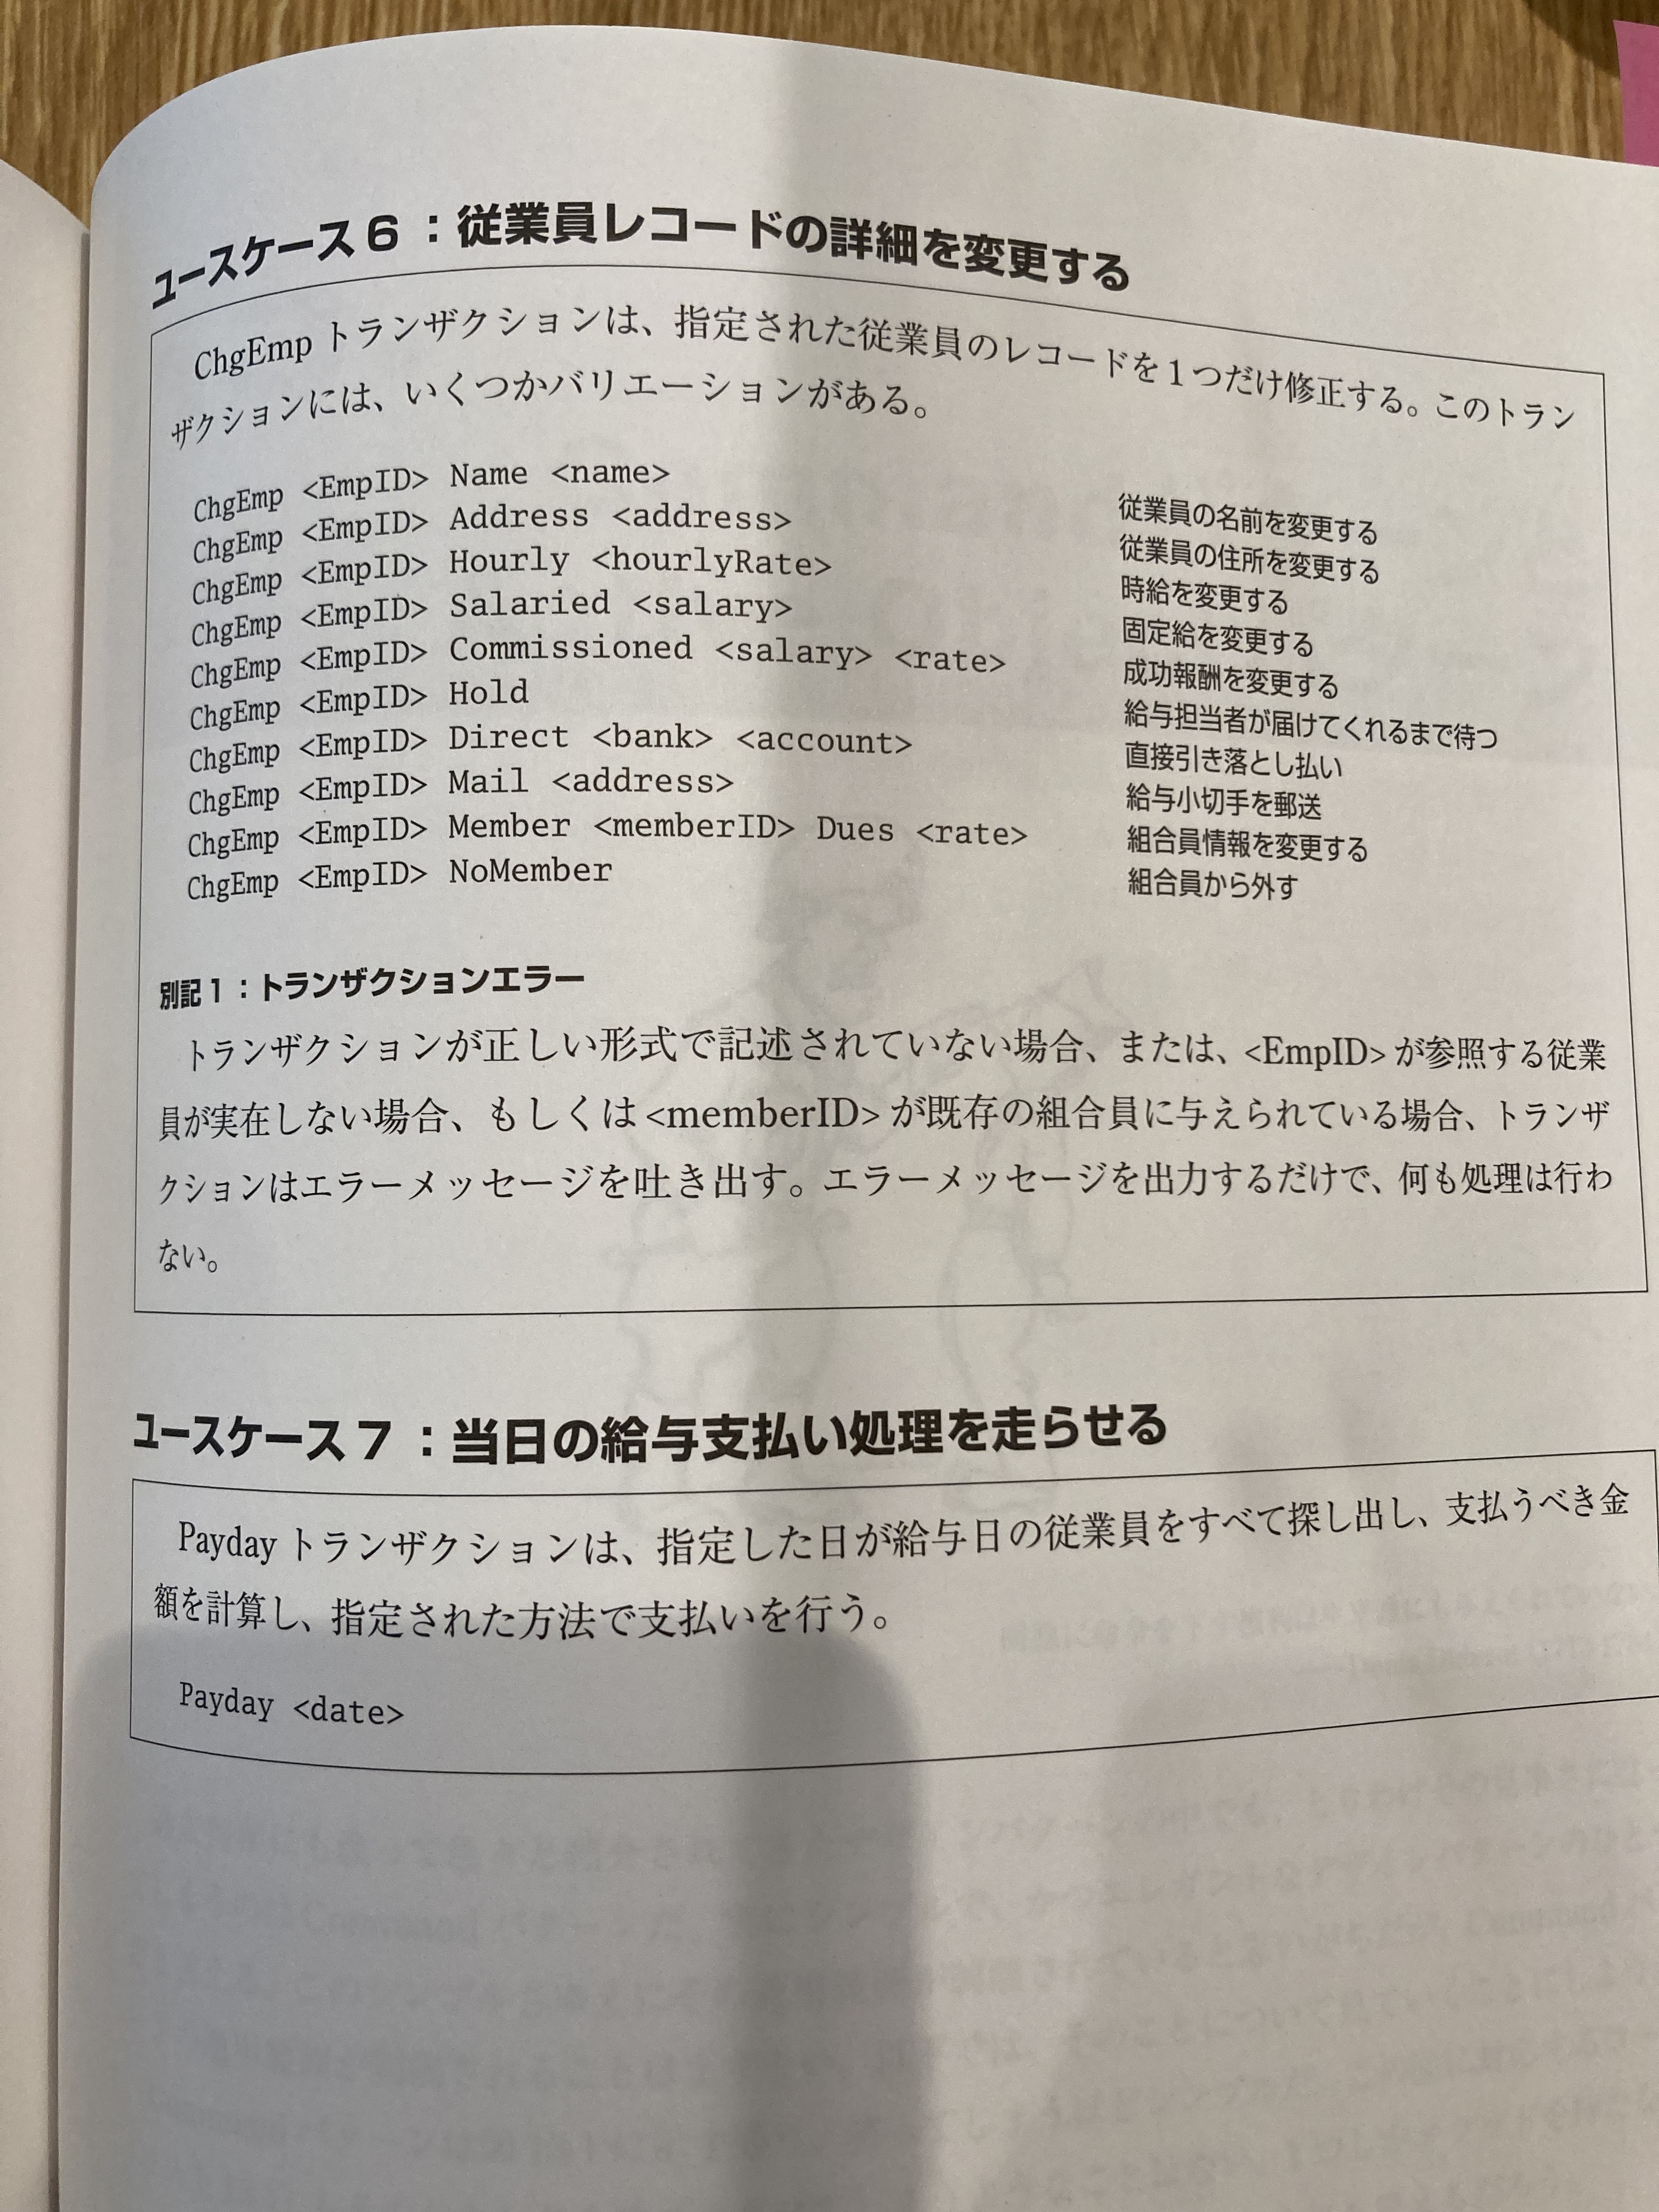 ユースケース6：従業員レコードの詳細を変更する
ChgEmp トランザクションは、指定された従業員のレコードを1つだけ修正する。このトラン
ザクションには、いくつかバリエーションがある。
ChgEmp <EmpID> Name <name> 従業員の名前を変更する
ChgEmp <EmpID> Address <address> 従業員の住所を変更する
ChgEmp <EmpID> Hourly <hourlyRate> 時給を変更する
ChgEmp <EmpID> Salaried <salary> 固定給を変更する
ChgEmp <EmpID> Commissioned <salary> <rate> 成功報酬を変更する
ChgEmp <EmpID> Hold 給与担当者が届けてくれるまで待つ
ChgEmp <EmpID> Direct <bank> <account> 直接引き落とし払い
ChgEmp <EmpID> Mail <address> 給与小切手を郵送
ChgEmp <EmpID> Member <memberID> Dues <rate> 組合員情報を変更する
ChgEmp <EmpID> NoMember 組合員から外す
別記1：トランザクションエラー
トランザクションが正しい形式で記述されていない場合、または、<EmpID>が参照する従業
員が実在しない場合、もしくは<memberID>が既存の組合員に与えられている場合、トランザ
クションはエラーメッセージを吐き出す。エラーメッセージを出力するだけで、何も処理は行わ
ない。
ユースケース7：当日の給与支払い処理を走らせる
Payday トランザクションは、指定した日が給与日の従業員をすべて探し出し、支払うべき金
額を計算し、指定された方法で支払いを行う。
Payday <date>